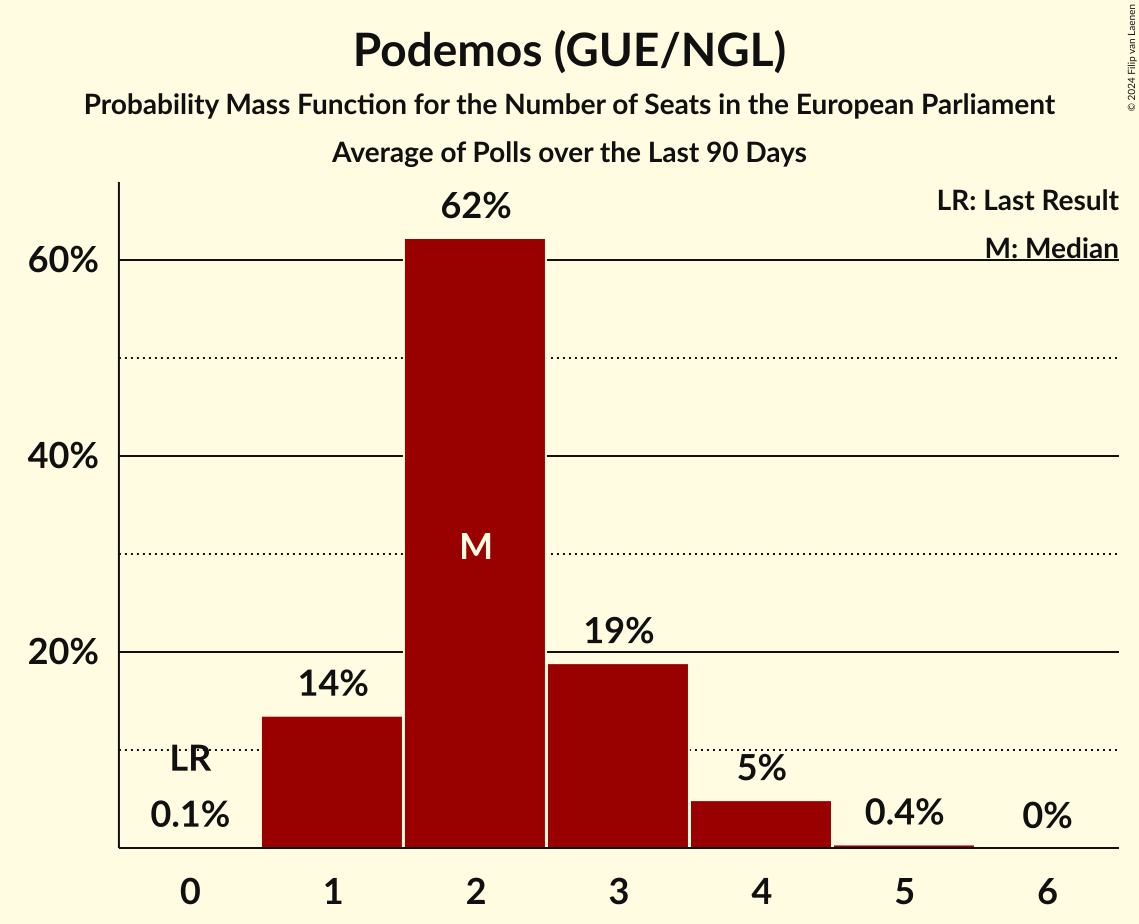 Podemos (GUE/NGL)
Probability Mass Function for the Number of Seats in the European Parliament
Average of Polls over the Last 90 Days
© 2024 Filip van Laenen
LR: Last Result
M: Median
62%
60%
40%
M
19%
20%
14%
LR
5%
0.1%
0.4%
0%
0 1 2 3 4 5 6